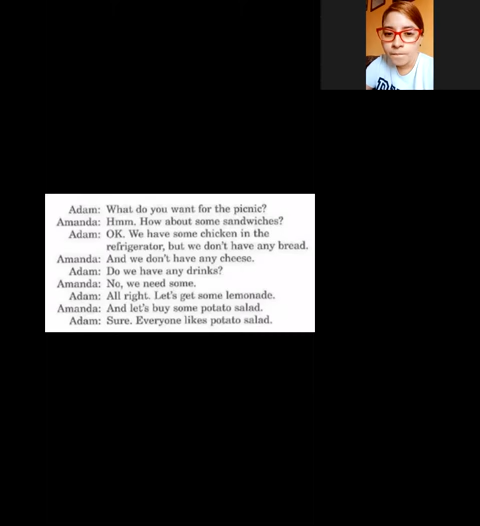 Adam: What do you want for the picnic?
Amanda: Hmm. How about some sandwiches?
Adam: OK. We have some chicken in the
refrigerator, but we don't have any bread.
Amanda: And we don't have any cheese.
Adam: Do we have any drinks?
Amanda: No, we need some.
Adam: All right. Let's get some lemonade.
Amanda: And let's buy some potato salad.
Adam: Sure. Everyone likes potato salad.